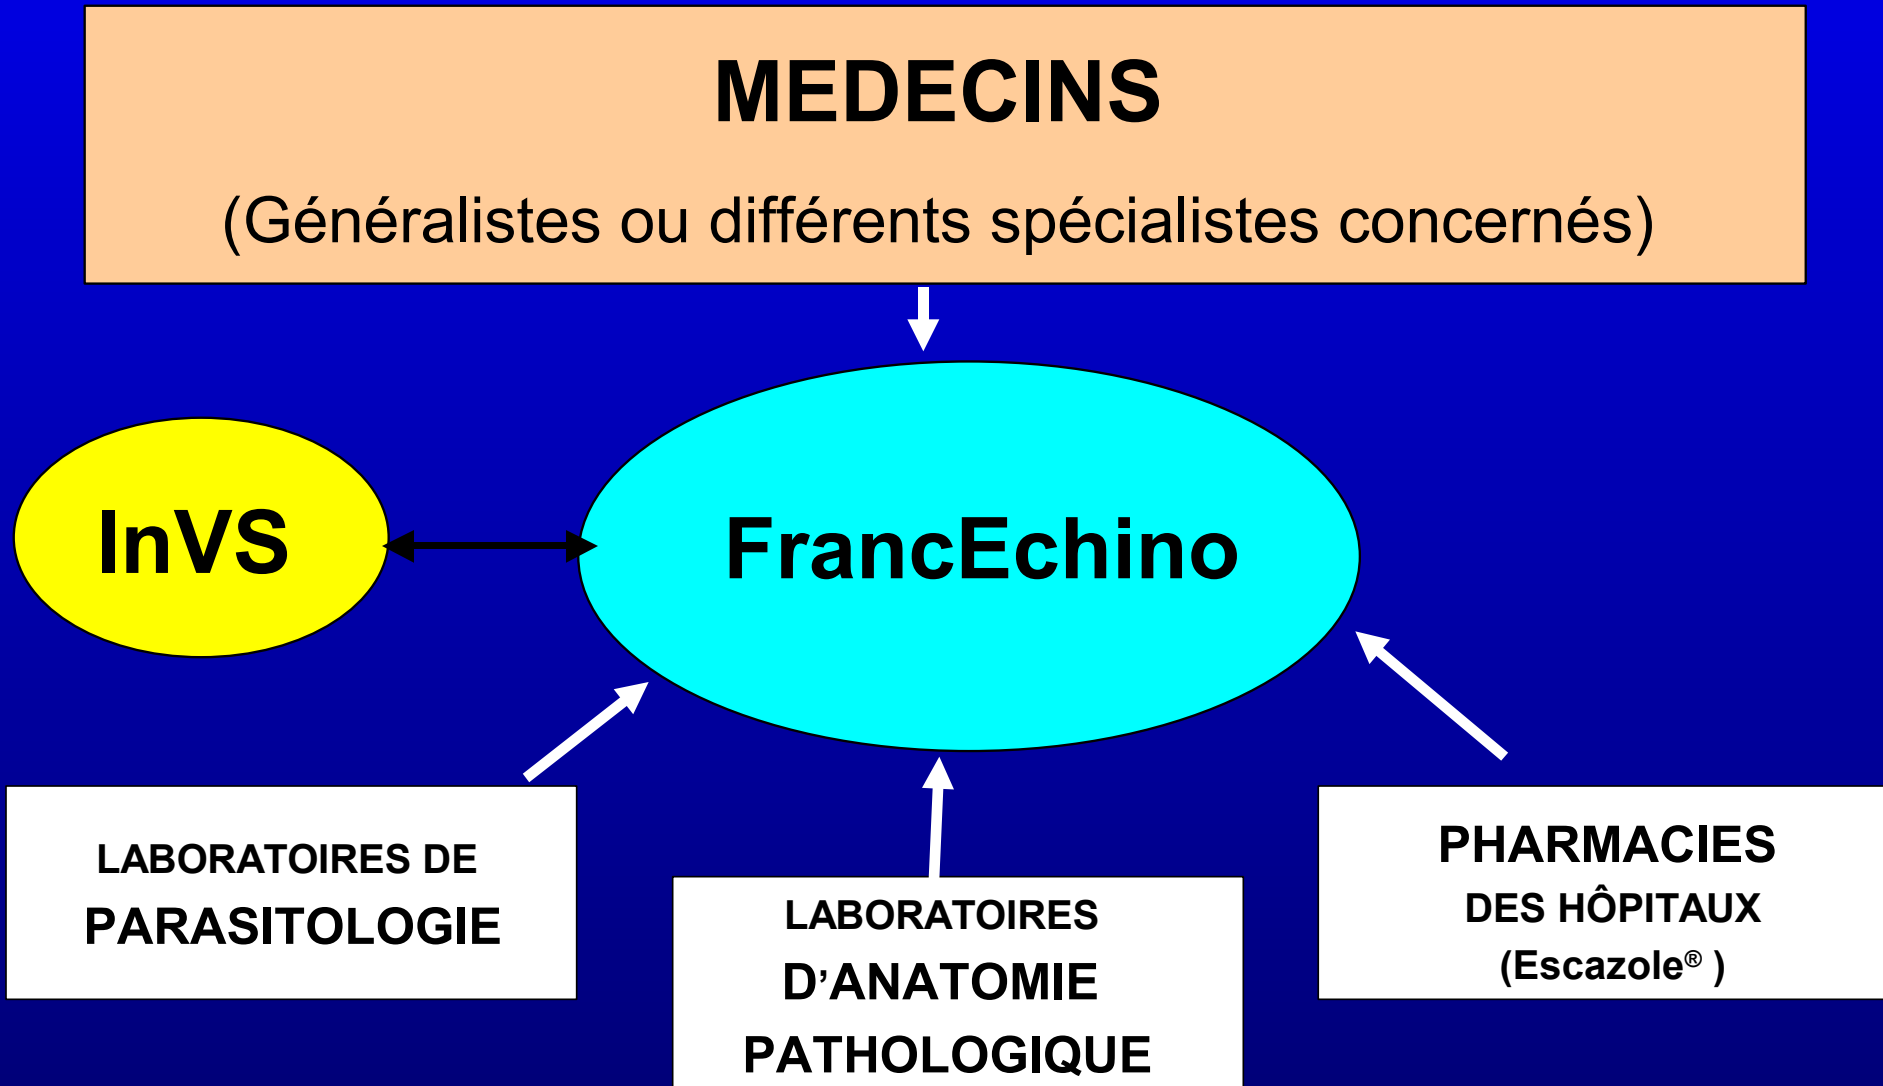 MEDECINS
(Généralistes ou différents spécialistes concernés)
InVS
FrancEchino
LABORATOIRES DE
PARASITOLOGIE
LABORATOIRES
D’ANATOMIE
PATHOLOGIQUE
PHARMACIES
DES HÔPITAUX
(Escazole® )